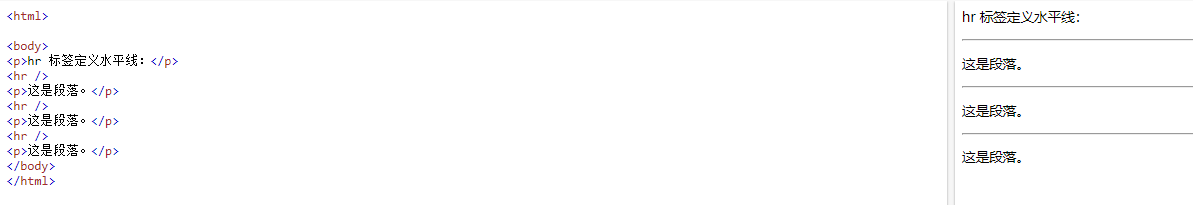 <html>
<body>
<p>hr 标签定义水平线：</p>
<hr />
<p>这是段落。</p>
<hr />
<p>这是段落。</p>
<hr />
<p>这是段落。</p>
</body>
</html>
hr 标签定义水平线：
这是段落。
这是段落。
这是段落。